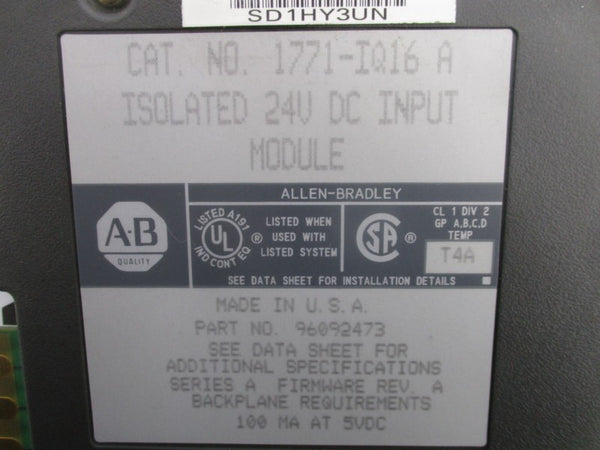 SD1HY3UN
CAT. NO. 1771-IQ16 A
ISOLATED 24V DC INPUT
MODULE
ALLEN-BRADLEY
A-B
QUALITY
LISTED A191
UL
IND CONT EQ
®
LISTED WHEN
USED WITH
LISTED SYSTEM
SA
®
CL 1 DIV 2
GP A,B,C,D
TEMP
T4A
SEE DATA SHEET FOR INSTALLATION DETAILS
MADE IN U.S.A.
PART NO. 96092473
SEE DATA SHEET FOR
ADDITIONAL SPECIFICATIONS
SERIES A FIRMWARE REV. A
BACKPLANE REQUIREMENTS
100 MA AT 5VDC